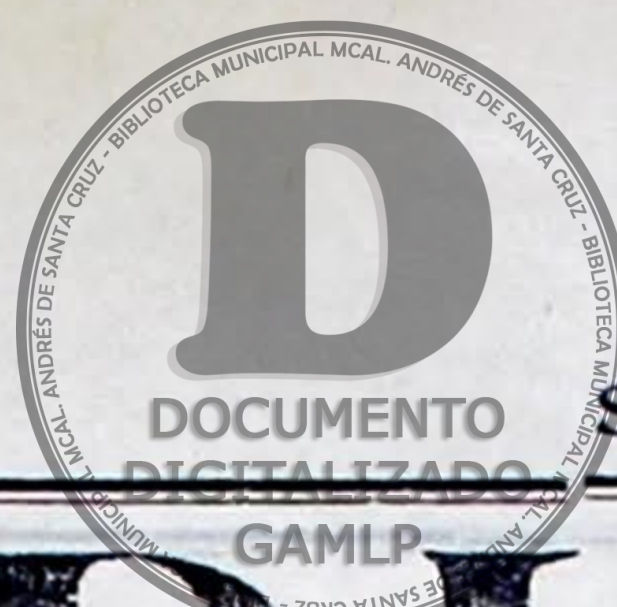 BIBLIOTECA MUNICIPAL MCAL. ANDRÉS DE SANTA CRUZ - BIBLIOTECA MUNICIPAL MCAL. ANDRÉS DE SANTA CRUZ -
D
DOCUMENTO
DIGITALIZADO
GAMLP